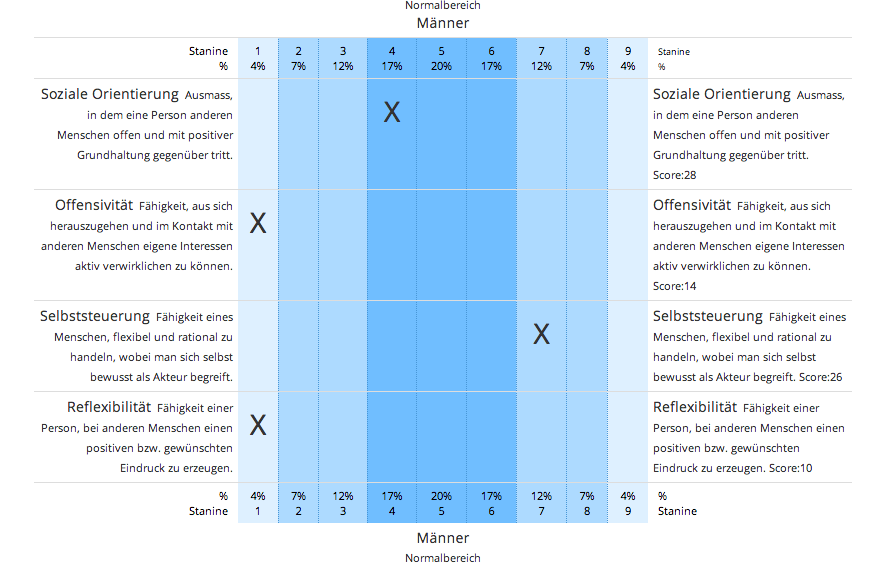 Normalbereich
Männer
Stanine 1 2 3 4 5 6 7 8 9 Stanine
% 4% 7% 12% 17% 20% 17% 12% 7% 4% %
Soziale Orientierung Ausmass,
in dem eine Person anderen
Menschen offen und mit positiver
Grundhaltung gegenüber tritt.
X
Soziale Orientierung Ausmass,
in dem eine Person anderen
Menschen offen und mit positiver
Grundhaltung gegenüber tritt.
Score:28
Offensivität Fähigkeit, aus sich
herauszugehen und im Kontakt mit
anderen Menschen eigene Interessen
aktiv verwirklichen zu können.
X
Offensivität Fähigkeit, aus sich
herauszugehen und im Kontakt mit
anderen Menschen eigene Interessen
aktiv verwirklichen zu können.
Score:14
Selbststeuerung Fähigkeit eines
Menschen, flexibel und rational zu
handeln, wobei man sich selbst
bewusst als Akteur begreift.
X
Selbststeuerung Fähigkeit eines
Menschen, flexibel und rational zu
handeln, wobei man sich selbst
bewusst als Akteur begreift. Score:26
Reflexibilität Fähigkeit einer
Person, bei anderen Menschen einen
positiven bzw. gewünschten
Eindruck zu erzeugen.
X
Reflexibilität Fähigkeit einer
Person, bei anderen Menschen einen
positiven bzw. gewünschten
Eindruck zu erzeugen. Score:10
% 4% 7% 12% 17% 20% 17% 12% 7% 4% %
Stanine 1 2 3 4 5 6 7 8 9 Stanine
Männer
Normalbereich